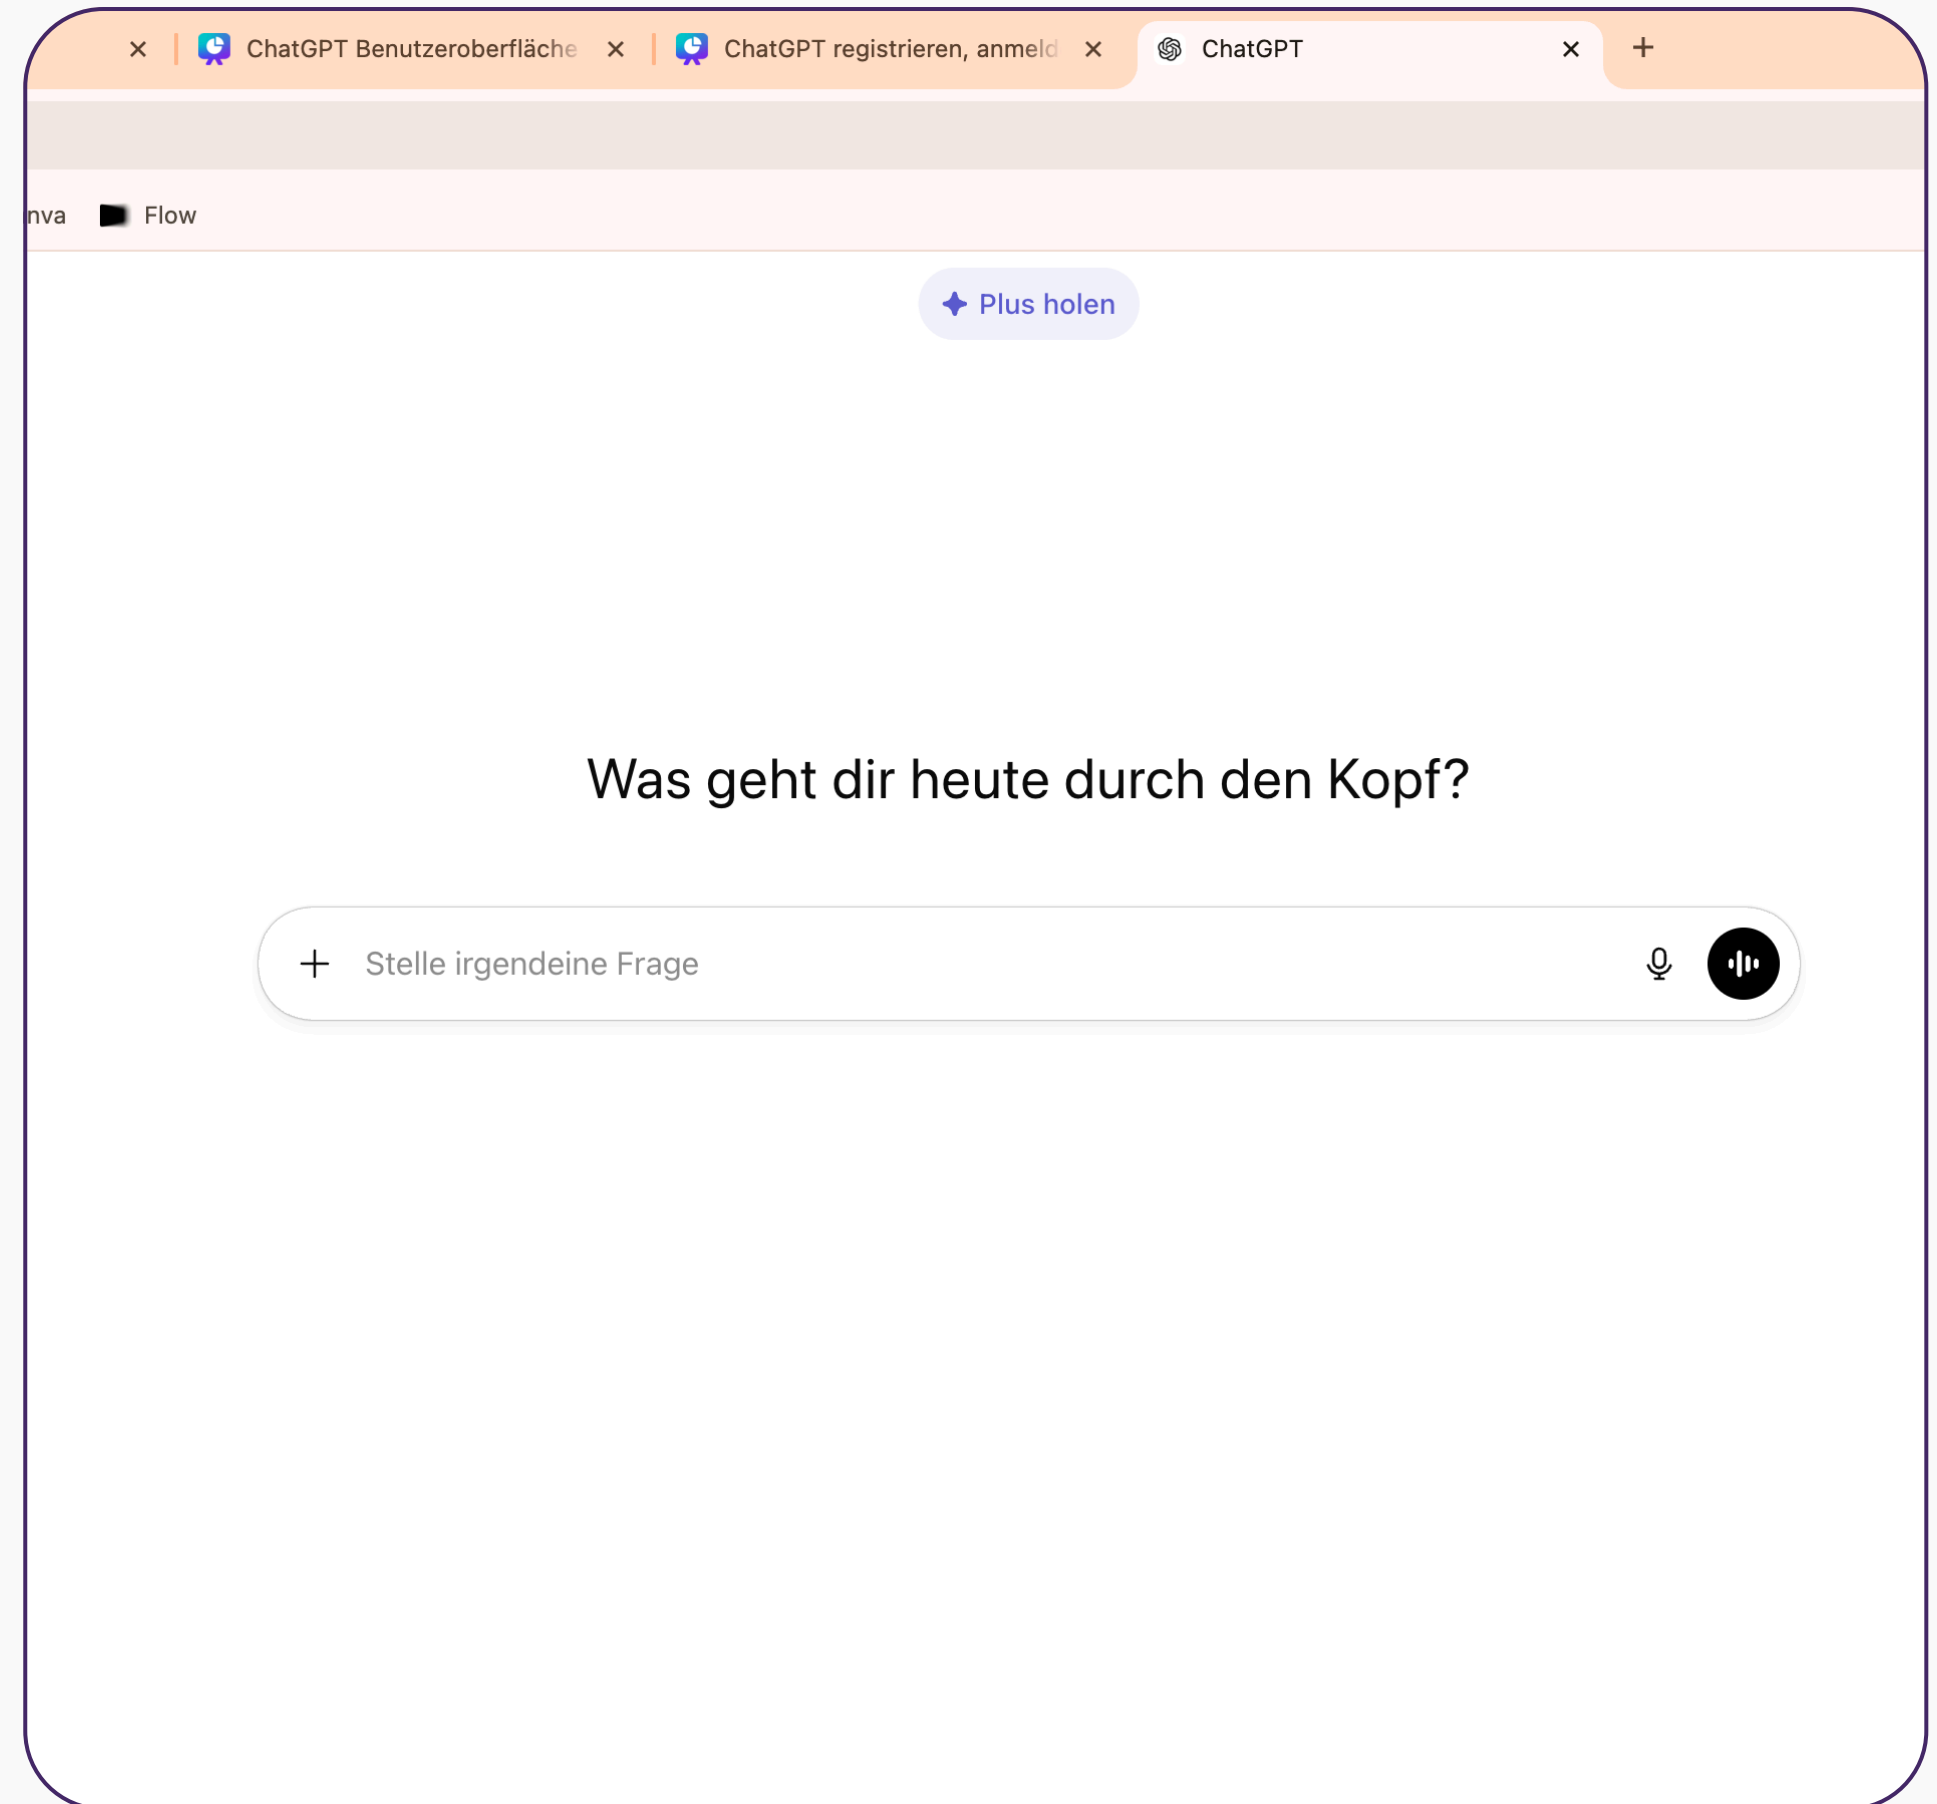 ChatGPT Benutzeroberfläche
ChatGPT registrieren, anmeld
ChatGPT
nva
Flow
Plus holen
Was geht dir heute durch den Kopf?
Stelle irgendeine Frage